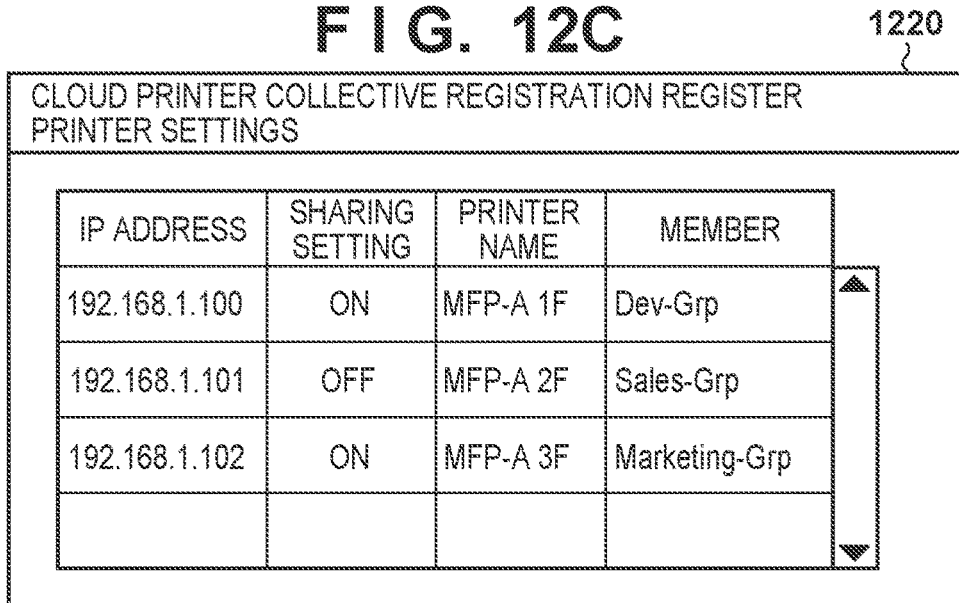 FIG. 12C
1220
CLOUD PRINTER COLLECTIVE REGISTRATION REGISTER
PRINTER SETTINGS
IP ADDRESS SHARING SETTING PRINTER NAME MEMBER
192.168.1.100 ON MFP-A 1F Dev-Grp
192.168.1.101 OFF MFP-A 2F Sales-Grp
192.168.1.102 ON MFP-A 3F Marketing-Grp